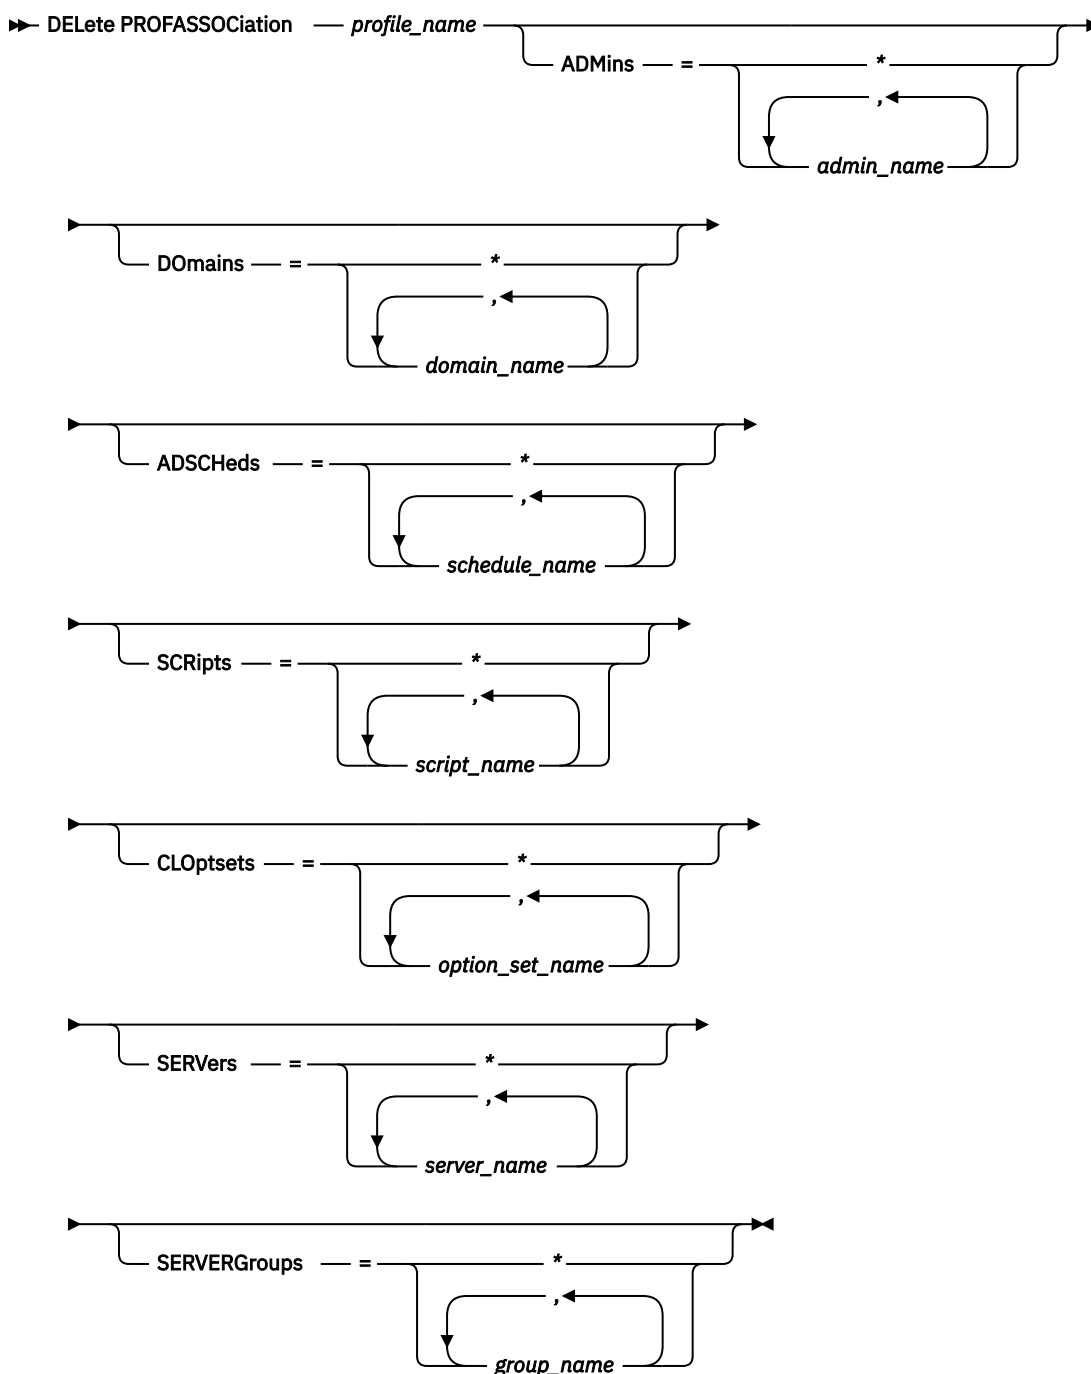 DELete PROFASSOCiation profile_name
ADMins = *
,
admin_name
DOmains = *
,
domain_name
ADSCHeds = *
,
schedule_name
SCRipts = *
,
script_name
CLOptsets = *
,
option_set_name
SERVers = *
,
server_name
SERVERGroups = *
,
group_name